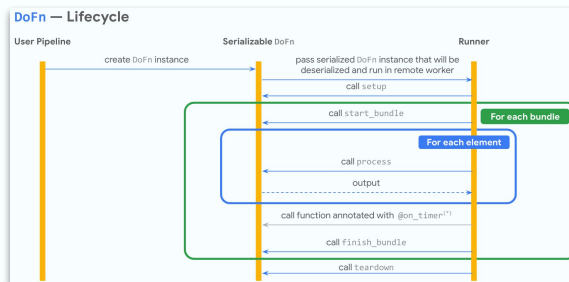 DoFn — Lifecycle
User Pipeline
Serializable DoFn
Runner
create DoFn instance
pass serialized DoFn instance that will be
deserialized and run in remote worker
call setup
call start_bundle
For each bundle
For each element
call process
output
call function annotated with @on_timer(*)
call finish_bundle
call teardown